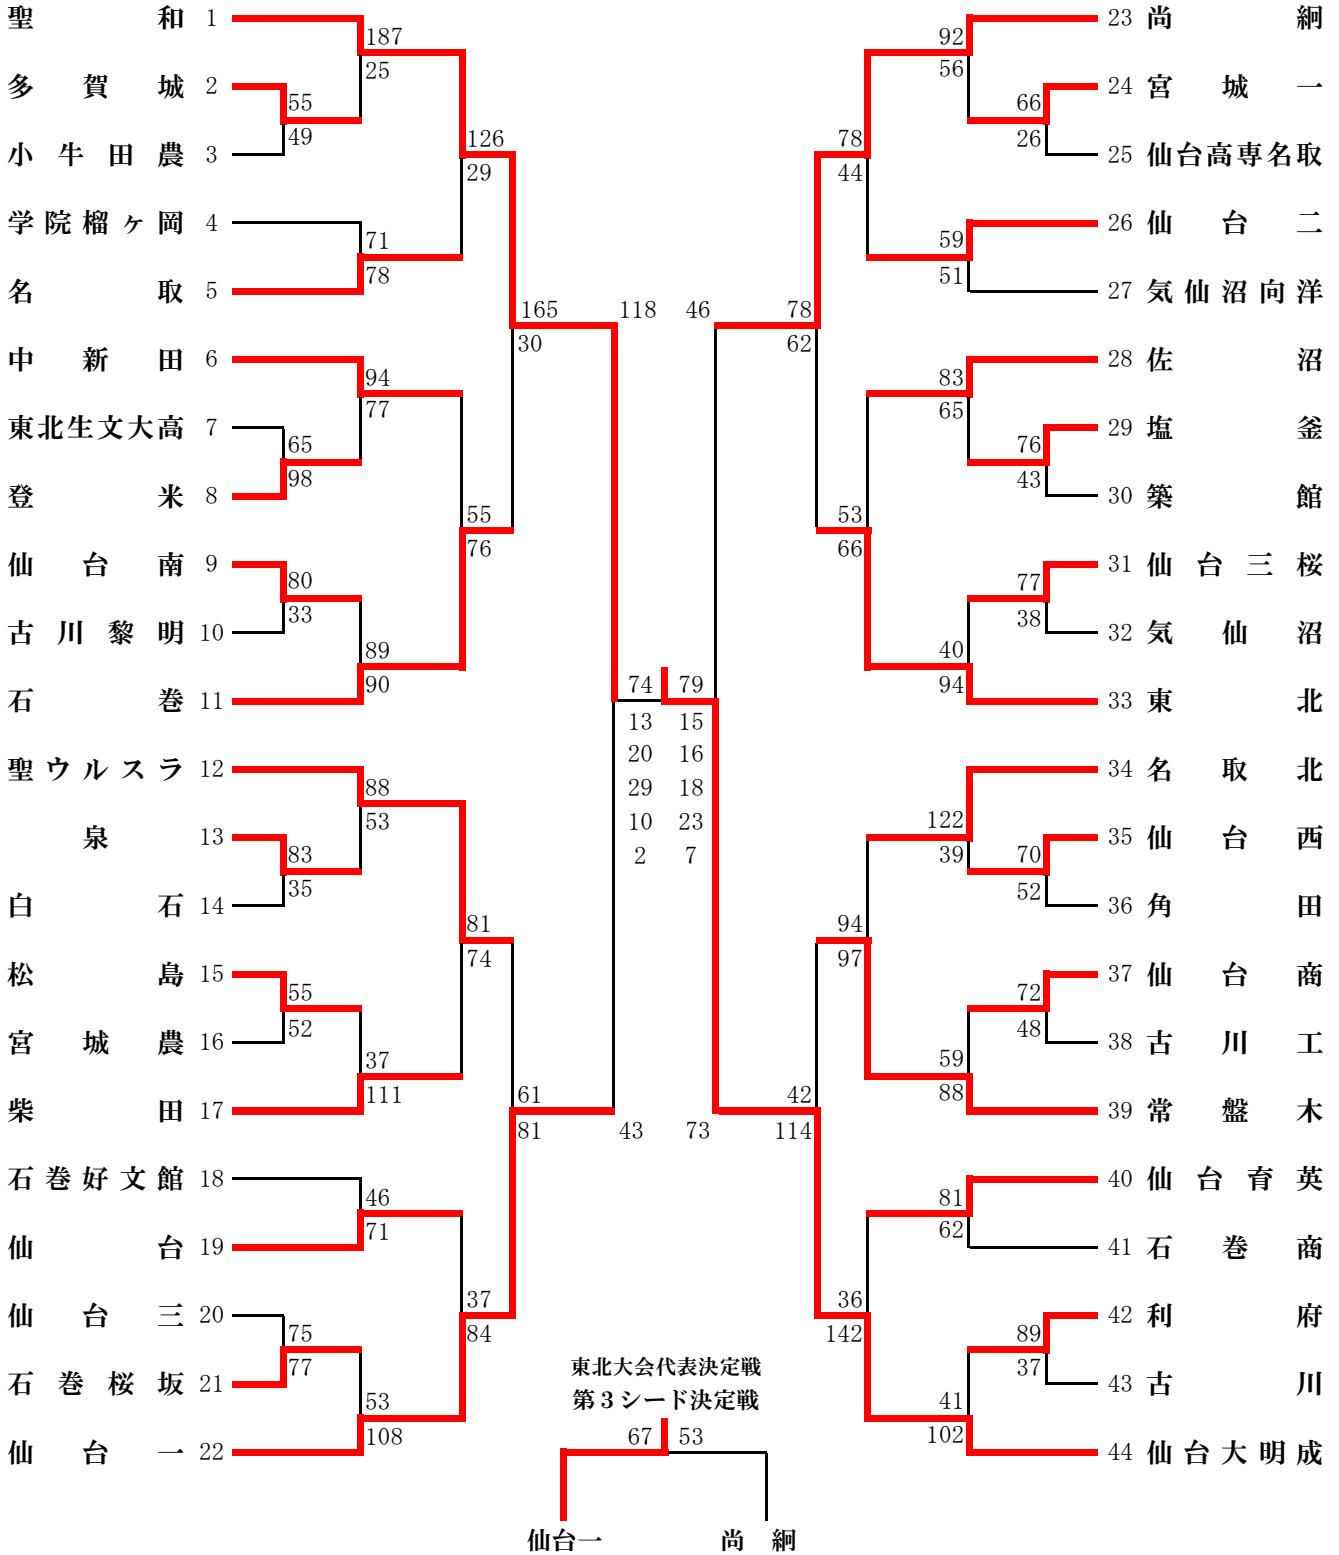 聖和 1
多賀城 2
小牛田農 3
学院榴ヶ岡 4
名取 5
中新田 6
東北生文大高 7
登米 8
仙台南 9
古川黎明 10
石巻 11
聖ウルスラ 12
泉 13
白石 14
松島 15
宮城農 16
柴田 17
石巻好文館 18
仙台 19
仙台三 20
石巻桜坂 21
仙台一 22
187
25
55
49
126
29
71
78
165
30
94
77
65
98
55
76
80
33
89
90
88
53
83
35
81
74
55
52
37
111
61
81
46
71
37
84
75
77
53
108
118 46
74 79
13 15
20 16
29 18
10 23
2 7
43 73
92
56
66
26
78
44
59
51
78
62
83
65
76
43
53
66
77
38
40
94
122
39
70
52
94
97
72
48
59
88
42
114
81
62
36
142
89
37
41
102
23 尚絅
24 宮城一
25 仙台高専名取
26 仙台二
27 気仙沼向洋
28 佐沼
29 塩釜
30 築館
31 仙台三桜
32 気仙沼
33 東北
34 名取北
35 仙台西
36 角田
37 仙台商
38 古川工
39 常盤木
40 仙台育英
41 石巻商
42 利府
43 古川
44 仙台大明成
東北大会代表決定戦
第3シード決定戦
67 53
仙台一 尚絅